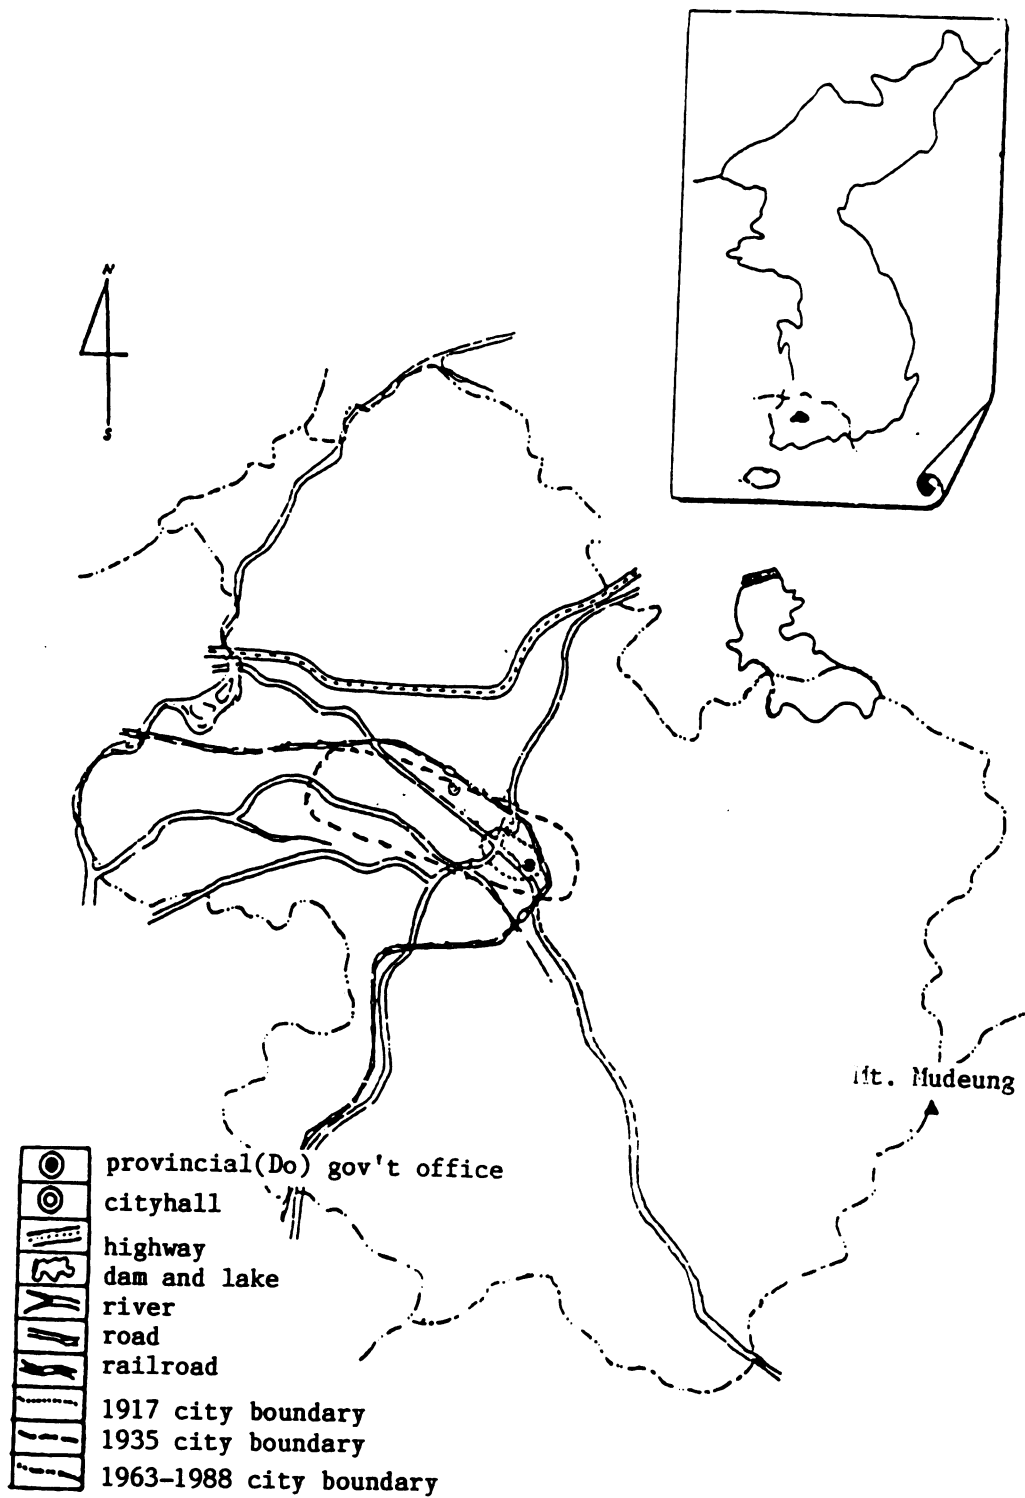 N
S
Mt. Mudeung
provincial(Do) gov't office
cityhall
highway
dam and lake
river
road
railroad
1917 city boundary
1935 city boundary
1963-1988 city boundary